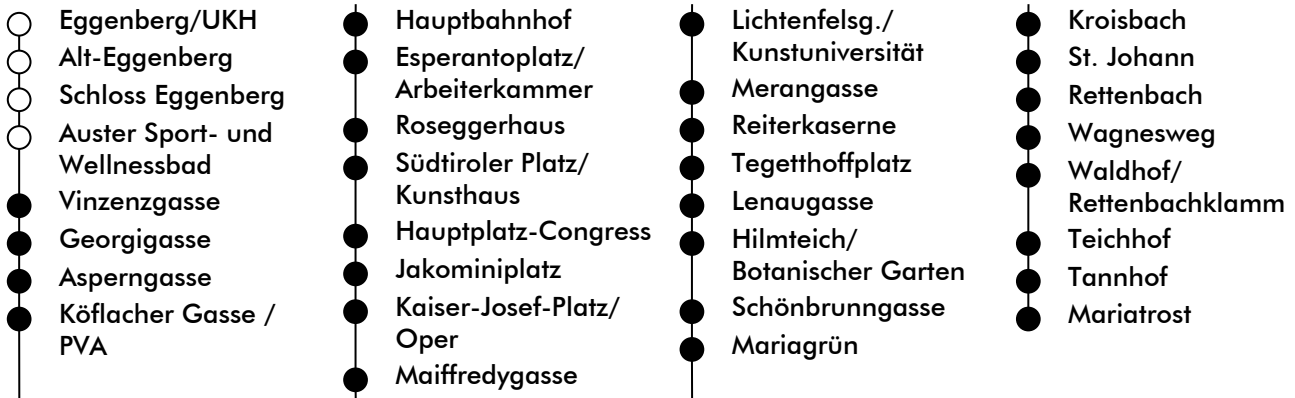 Eggenberg/UKH
Alt-Eggenberg
Schloss Eggenberg
Auster Sport- und
Wellnessbad
Vinzenzgasse
Georgigasse
Asperngasse
Köflacher Gasse /
PVA
Hauptbahnhof
Esperantoplatz/
Arbeiterkammer
Roseggerhaus
Südtiroler Platz/
Kunsthaus
Hauptplatz-Congress
Jakominiplatz
Kaiser-Josef-Platz/
Oper
Maiffredygasse
Lichtenfelsg./
Kunstuniversität
Merangasse
Reiterkaserne
Tegetthoffplatz
Lenaugasse
Hilmteich/
Botanischer Garten
Schönbrunngasse
Mariagrün
Kroisbach
St. Johann
Rettenbach
Wagnesweg
Waldhof/
Rettenbachklamm
Teichhof
Tannhof
Mariatrost